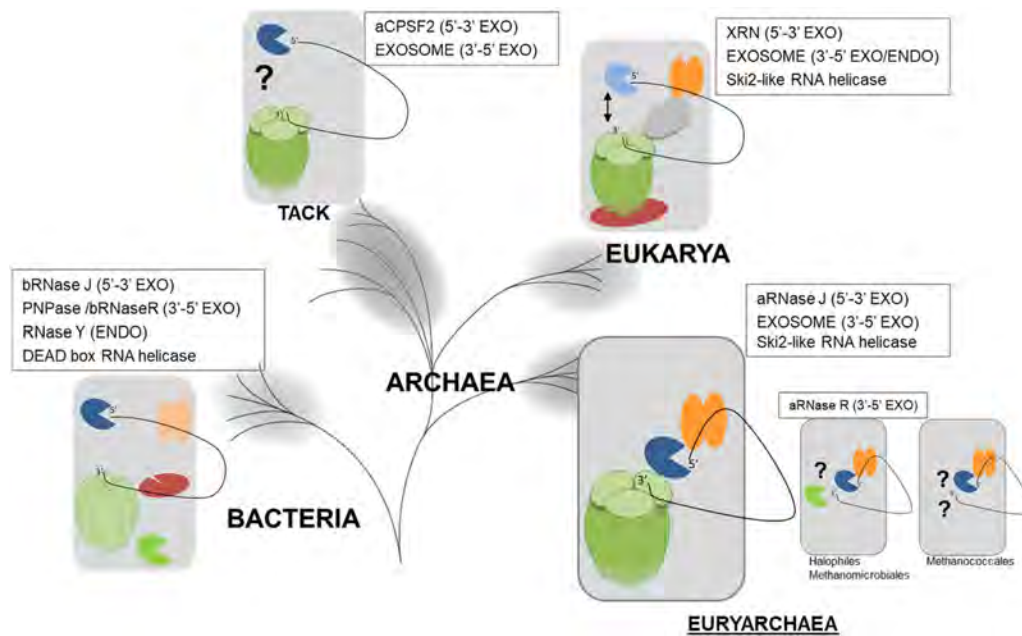 aCPSF2 (5'-3' EXO)
EXOSOME (3'-5' EXO)
5'
?
3'
TACK
XRN (5'-3' EXO)
EXOSOME (3'-5' EXO/ENDO)
Ski2-like RNA helicase
5'
3'
EUKARYA
bRNase J (5'-3' EXO)
PNPase /bRNaseR (3'-5' EXO)
RNase Y (ENDO)
DEAD box RNA helicase
5'
3'
BACTERIA
ARCHAEA
aRNase J (5'-3' EXO)
EXOSOME (3'-5' EXO)
Ski2-like RNA helicase
5'
3'
aRNase R (3'-5' EXO)
?
Halophiles
Methanomicrobiales
?
?
Methanococcales
EURYARCHAEA